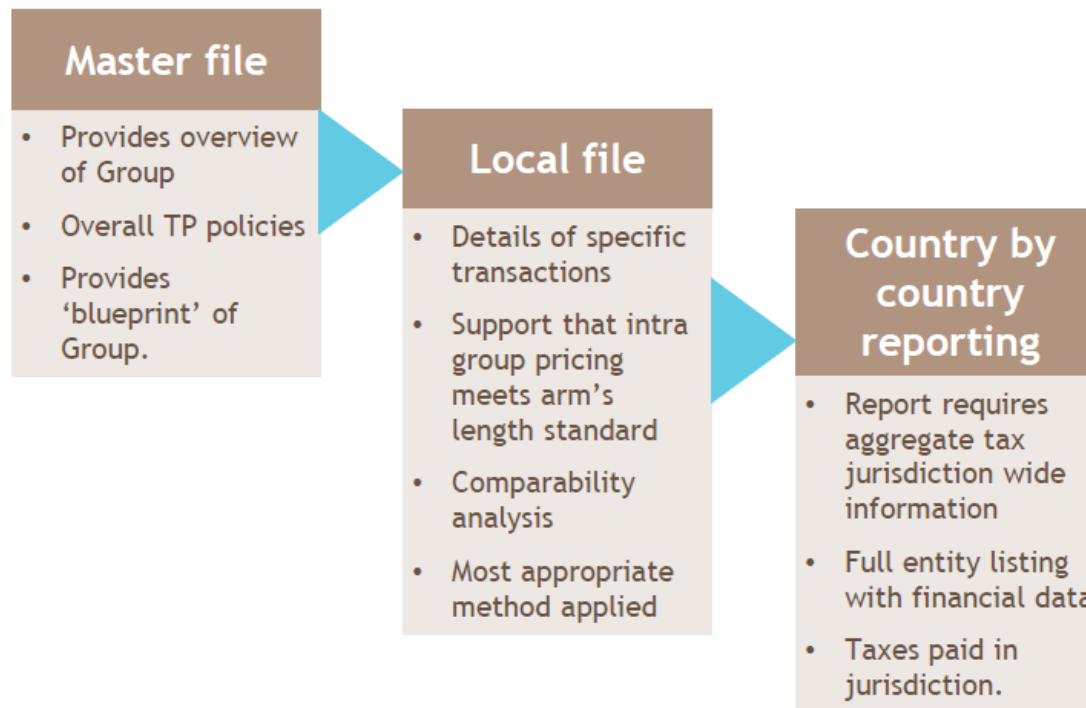 Master file
• Provides overview
of Group
• Overall TP policies
• Provides
‘blueprint’ of
Group.
Local file
• Details of specific
transactions
• Support that intra
group pricing
meets arm’s
length standard
• Comparability
analysis
• Most appropriate
method applied
Country by
country
reporting
• Report requires
aggregate tax
jurisdiction wide
information
• Full entity listing
with financial data
• Taxes paid in
jurisdiction.